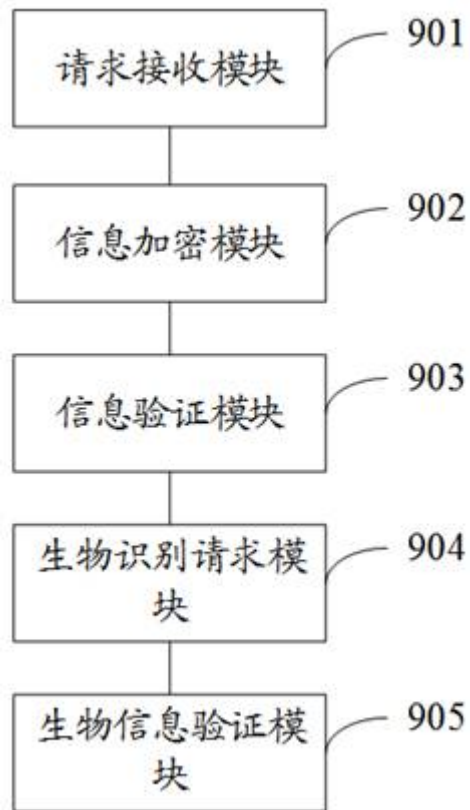 请求接收模块
901
信息加密模块
902
信息验证模块
903
生物识别请求模
块
904
生物信息验证模
块
905